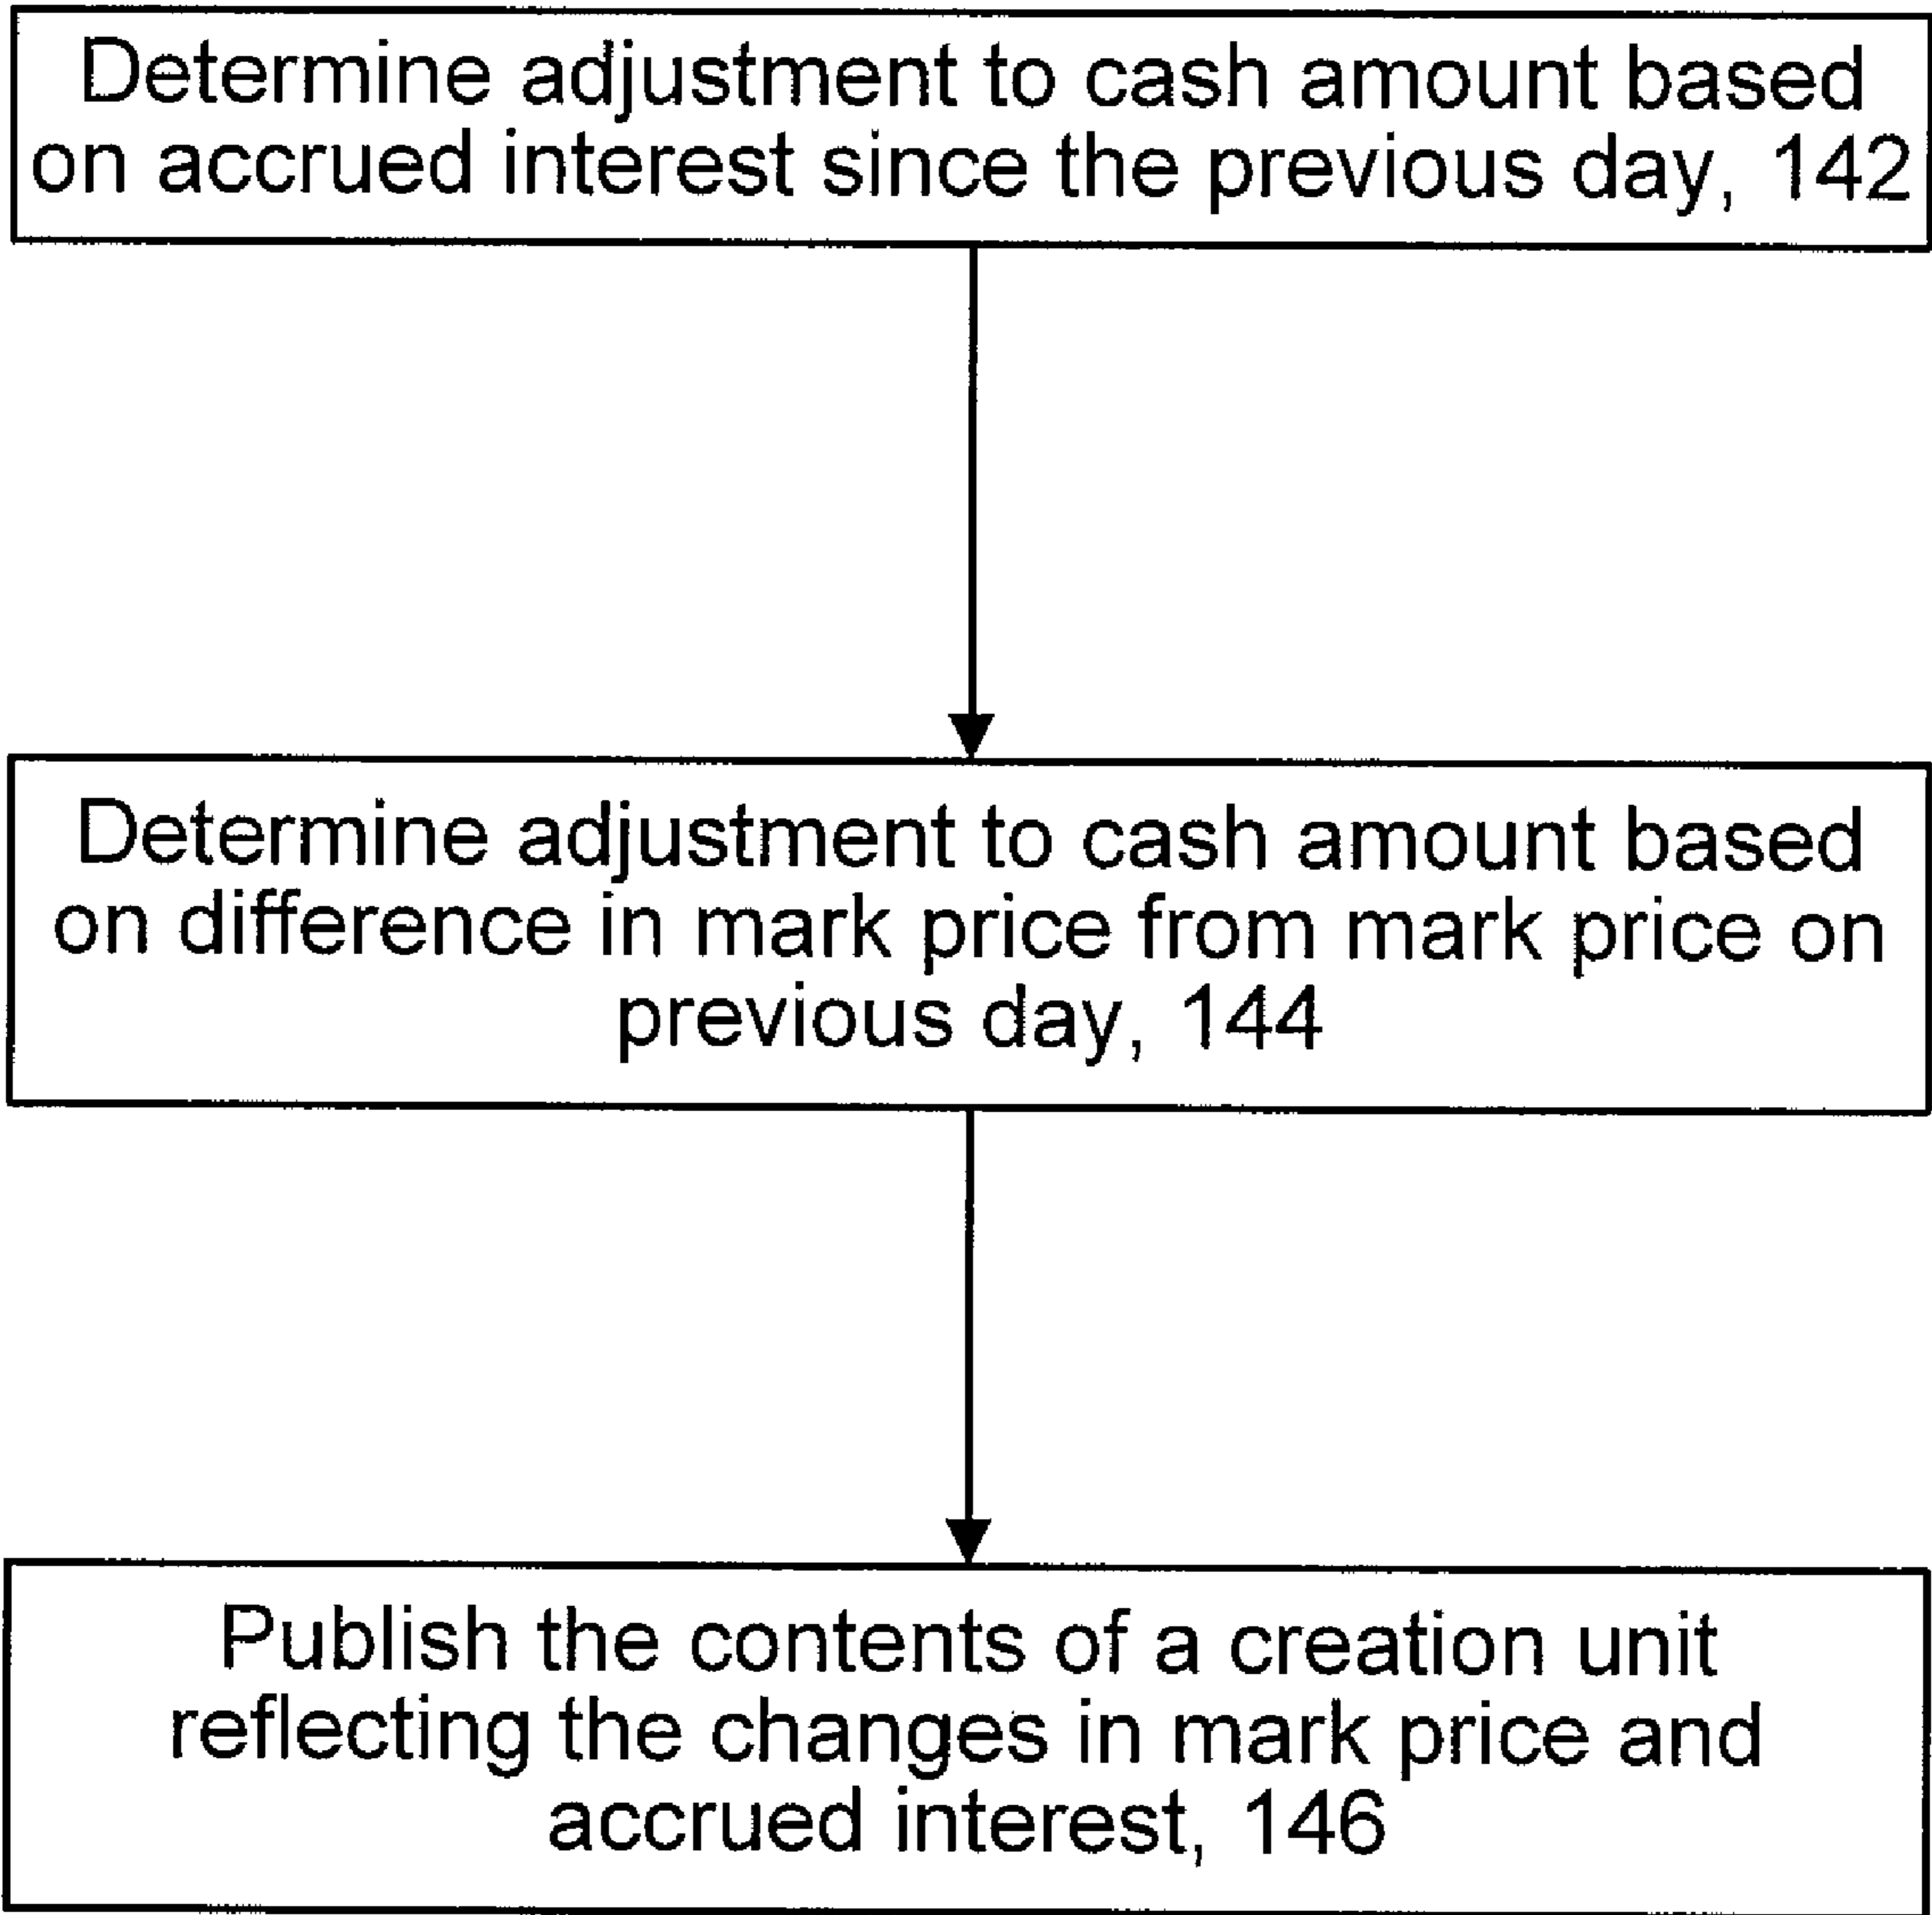 Determine adjustment to cash amount based
on accrued interest since the previous day, 142
Determine adjustment to cash amount based
on difference in mark price from mark price on
previous day, 144
Publish the contents of a creation unit
reflecting the changes in mark price and
accrued interest, 146